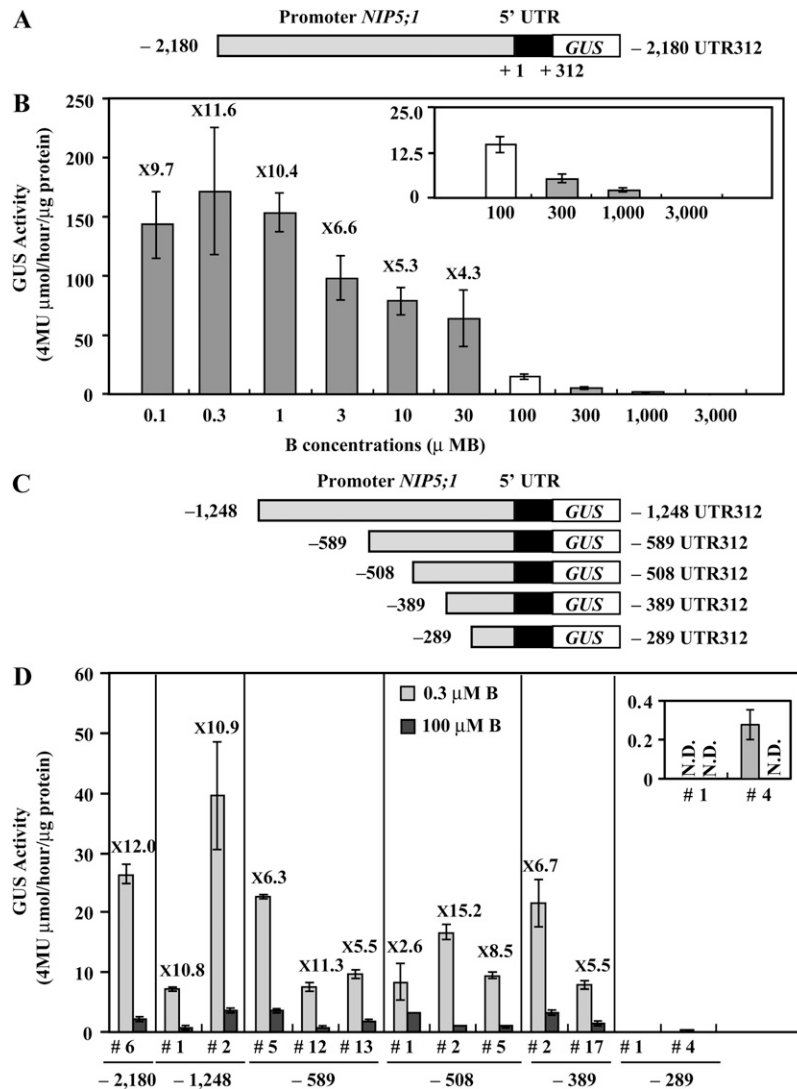 A
Promoter NIP5;1 5' UTR
– 2,180 GUS – 2,180 UTR312
+ 1 + 312
B
GUS Activity
(4MU μmol/hour/μg protein)
250
200
150
100
50
0
X9.7 X11.6 X10.4 X6.6 X5.3 X4.3
25.0
12.5
0
100 300 1,000 3,000
0.1 0.3 1 3 10 30 100 300 1,000 3,000
B concentrations (μ MB)
C
Promoter NIP5;1 5' UTR
–1,248 GUS – 1,248 UTR312
–589 GUS – 589 UTR312
–508 GUS – 508 UTR312
–389 GUS – 389 UTR312
–289 GUS – 289 UTR312
D
GUS Activity
(4MU μmol/hour/μg protein)
60
50
40
30
20
10
0
0.3 μM B
100 μM B
X12.0 X10.8 X10.9 X6.3 X11.3 X5.5 X2.6 X15.2 X8.5 X6.7 X5.5
0.4
0.2
0
N.D. N.D. N.D.
# 1 # 4
# 6 # 1 # 2 # 5 # 12 # 13 # 1 # 2 # 5 # 2 # 17 # 1 # 4
– 2,180 – 1,248 – 589 – 508 – 389 – 289